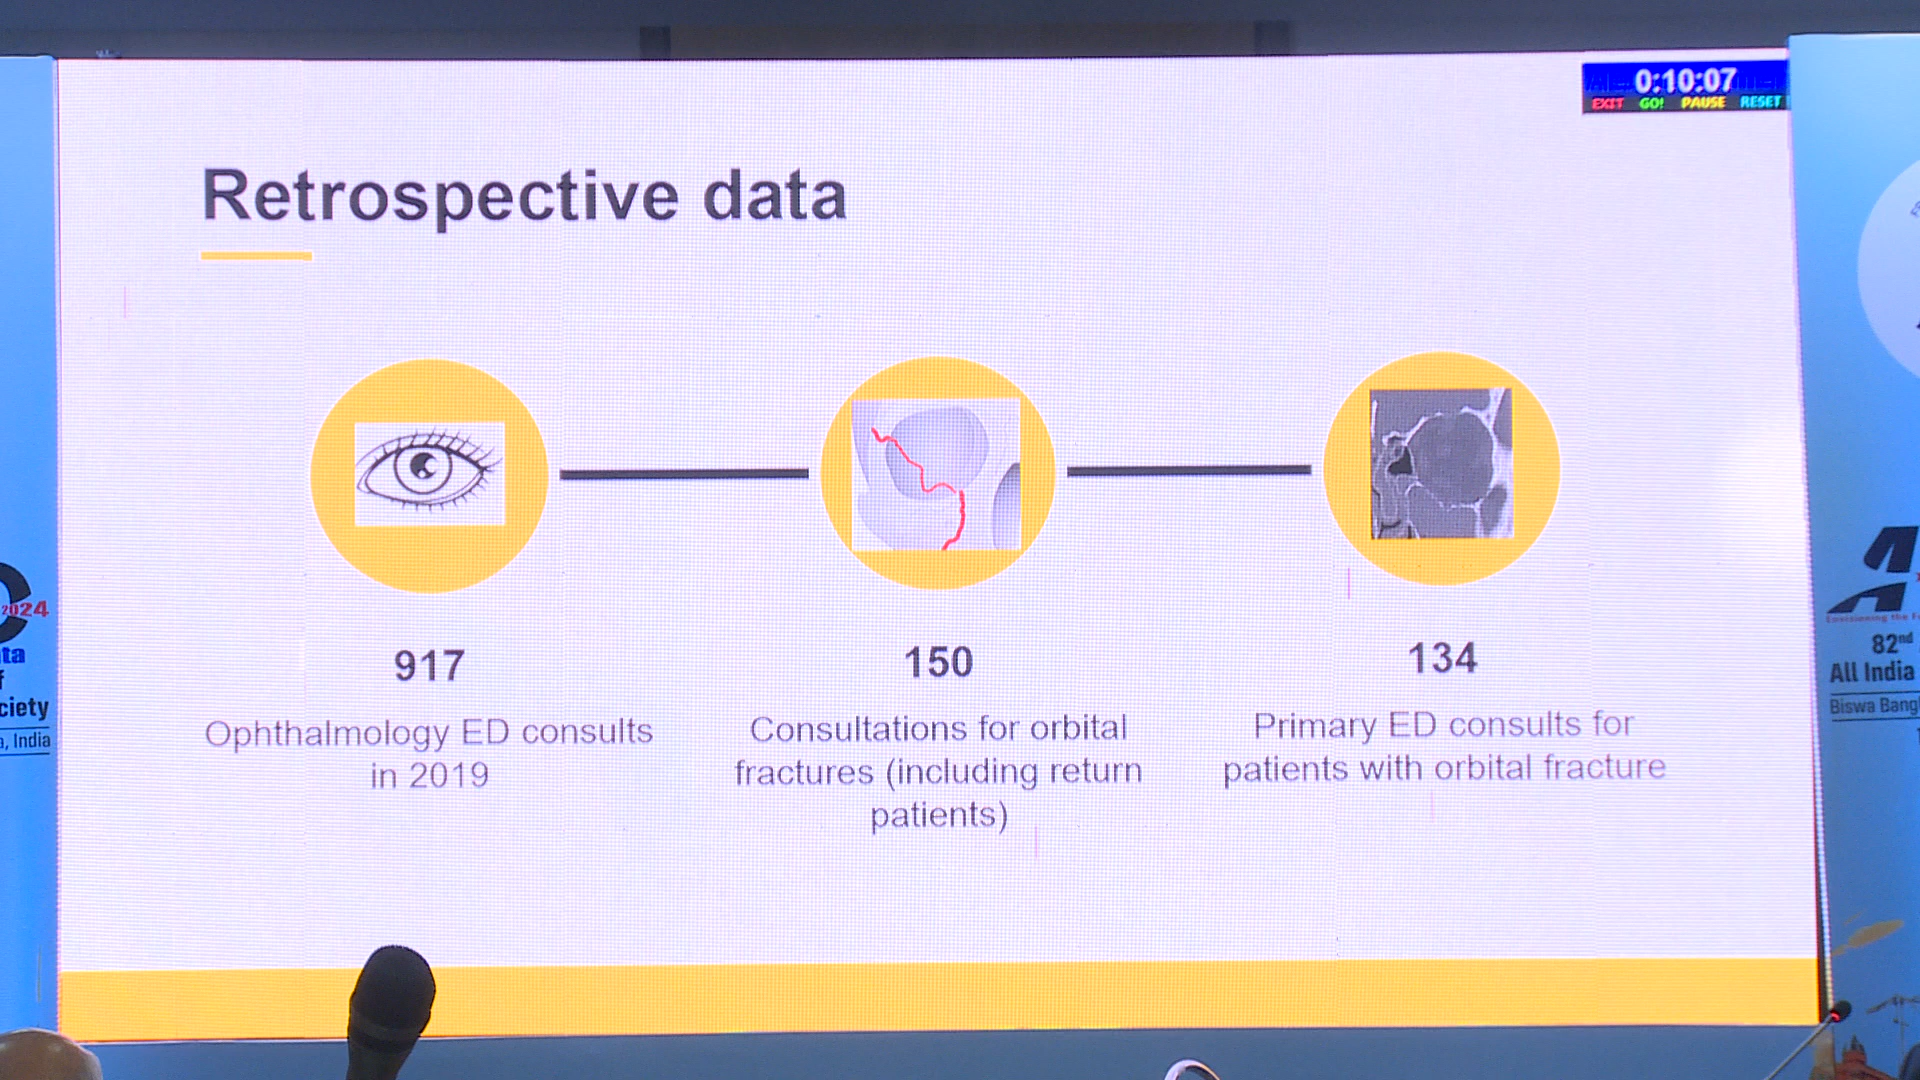 0:10:07
EXIT GO! PAUSE RESET
Retrospective data
917
Ophthalmology ED consults
in 2019
150
Consultations for orbital
fractures (including return
patients)
134
Primary ED consults for
patients with orbital fracture
2024
ta
f
ciety
a, India
82nd
All India
Biswa Bangl